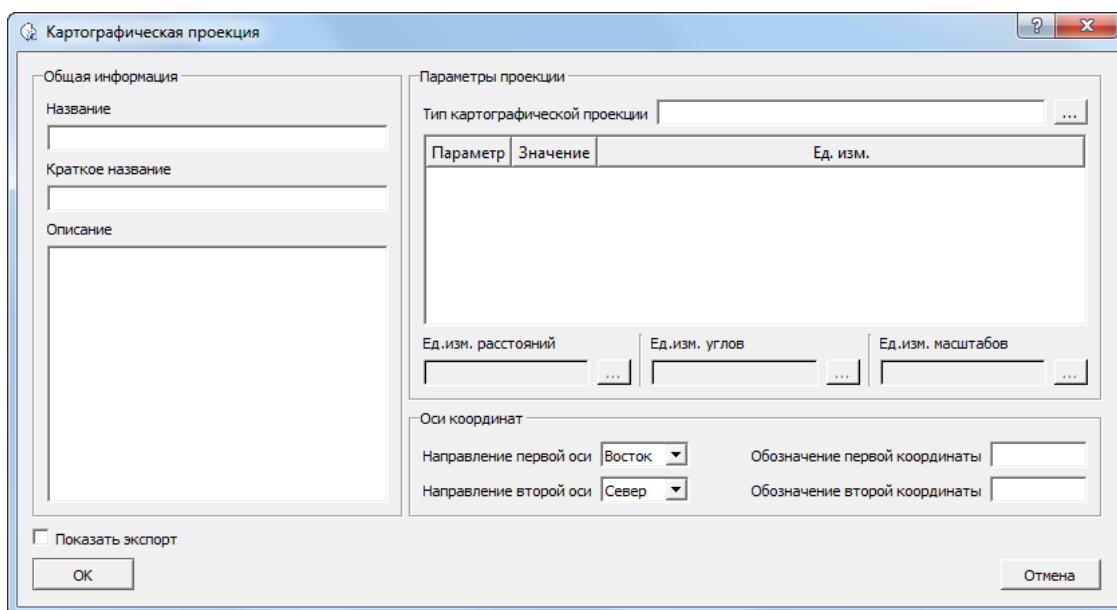 Картографическая проекция
Общая информация
Название
Краткое название
Описание
Параметры проекции
Тип картографической проекции ...
Параметр Значение Ед. изм.
Ед.изм. расстояний Ед.изм. углов Ед.изм. масштабов
... ... ...
Оси координат
Направление первой оси Восток Обозначение первой координаты
Направление второй оси Север Обозначение второй координаты
Показать экспорт
ОК Отмена